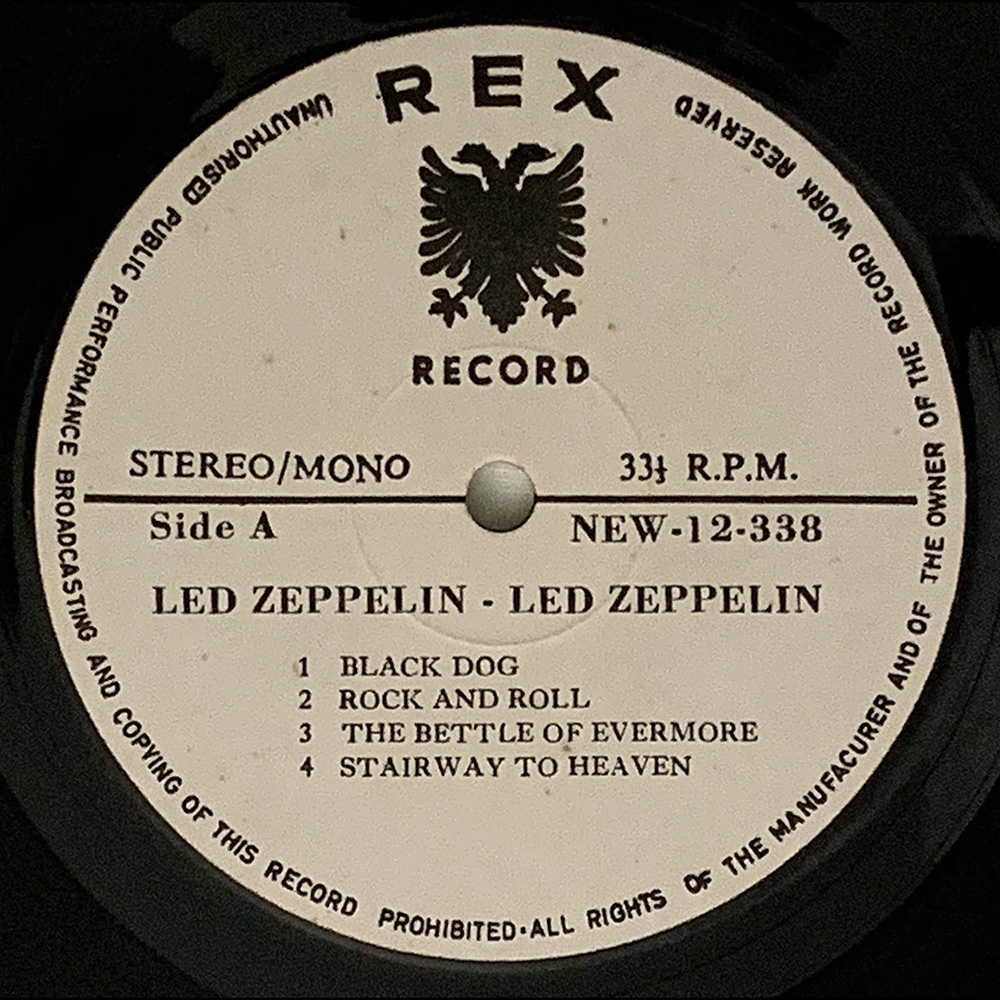 REX
RECORD
STEREO/MONO 33⅓ R.P.M.
Side A NEW-12-338
LED ZEPPELIN - LED ZEPPELIN
1 BLACK DOG
2 ROCK AND ROLL
3 THE BETTLE OF EVERMORE
4 STAIRWAY TO HEAVEN
UNAUTHORISED PUBLIC PERFORMANCE BROADCASTING AND COPYING OF THIS RECORD PROHIBITED·ALL RIGHTS OF THE MANUFACURER AND OF THE OWNER OF THE RECORD WORK RESERVED